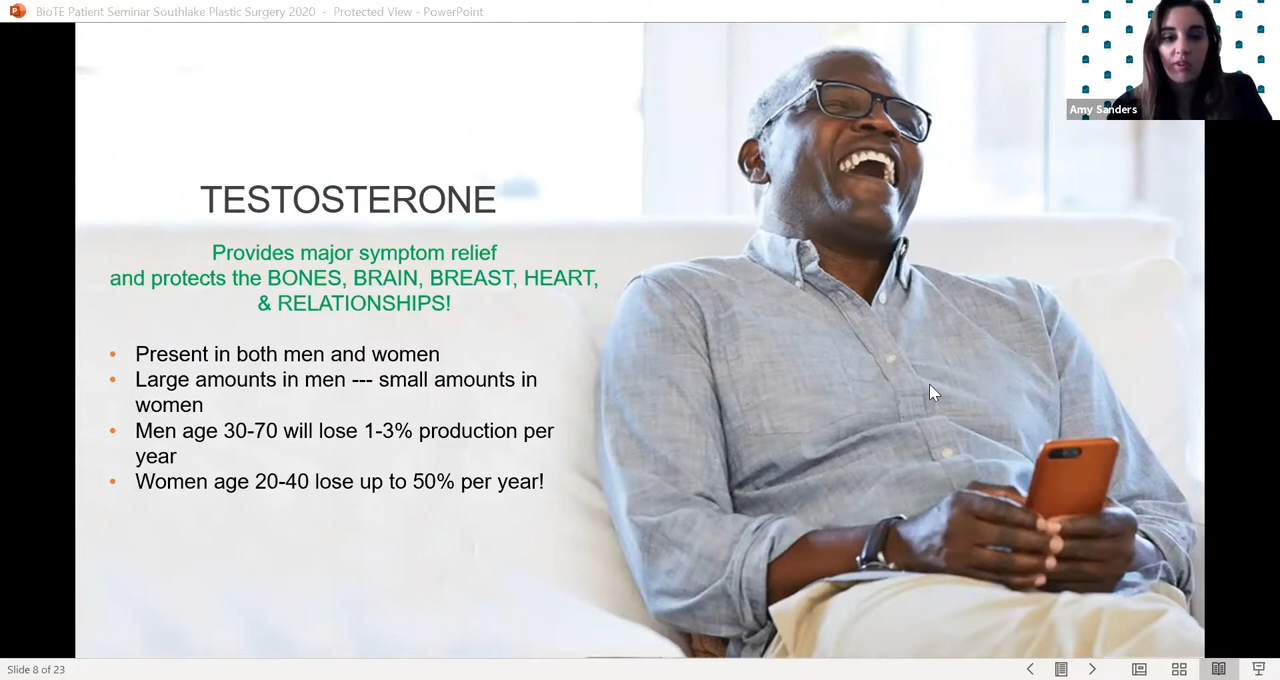 BioTE Patient Seminar Southlake Plastic Surgery 2020 - Protected View - PowerPoint
Amy Sanders
TESTOSTERONE
Provides major symptom relief
and protects the BONES, BRAIN, BREAST, HEART,
& RELATIONSHIPS!
• Present in both men and women
• Large amounts in men --- small amounts in
women
• Men age 30-70 will lose 1-3% production per
year
• Women age 20-40 lose up to 50% per year!
Slide 8 of 23